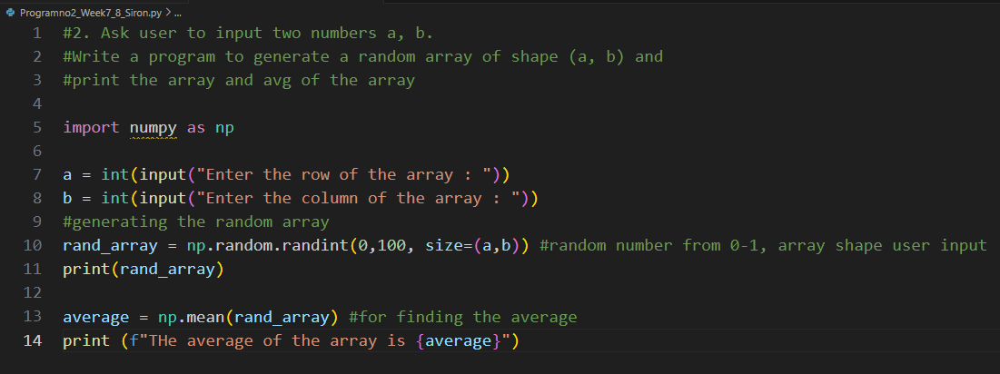 Programno2_Week7_8_Siron.py > ...
1 #2. Ask user to input two numbers a, b.
2 #Write a program to generate a random array of shape (a, b) and
3 #print the array and avg of the array
4
5 import numpy as np
6
7 a = int(input("Enter the row of the array : "))
8 b = int(input("Enter the column of the array : "))
9 #generating the random array
10 rand_array = np.random.randint(0,100, size=(a,b)) #random number from 0-1, array shape user input
11 print(rand_array)
12
13 average = np.mean(rand_array) #for finding the average
14 print (f"THe average of the array is {average}")